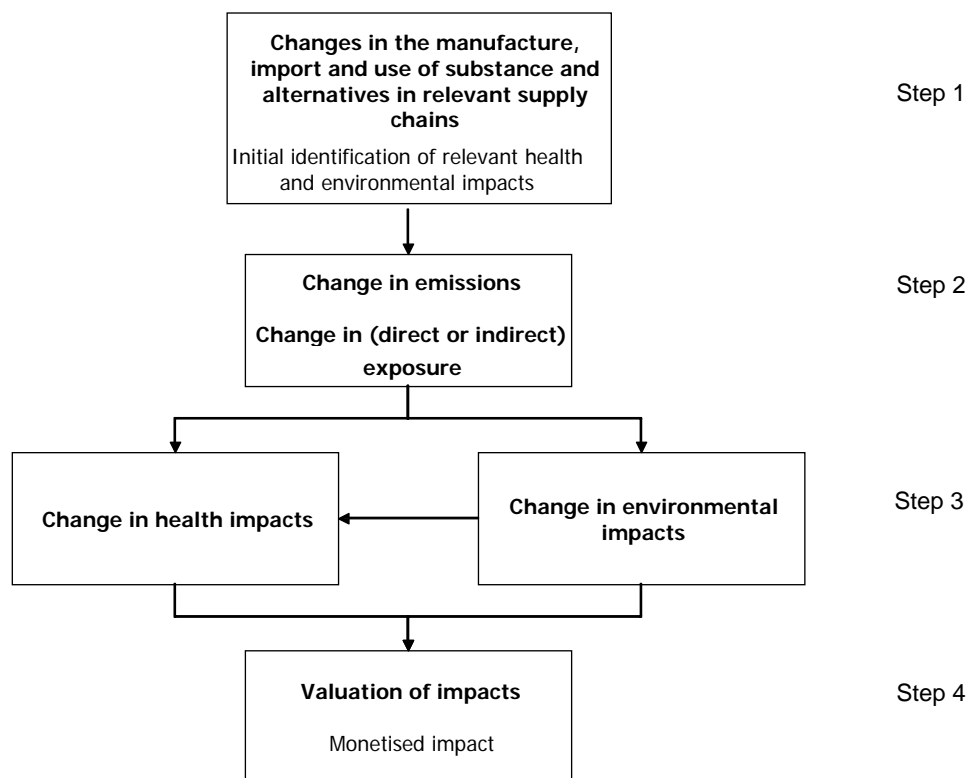 Changes in the manufacture,
import and use of substance and
alternatives in relevant supply
chains
Initial identification of relevant health
and environmental impacts
Step 1
Change in emissions
Change in (direct or indirect)
exposure
Step 2
Change in health impacts
Change in environmental
impacts
Step 3
Valuation of impacts
Monetised impact
Step 4